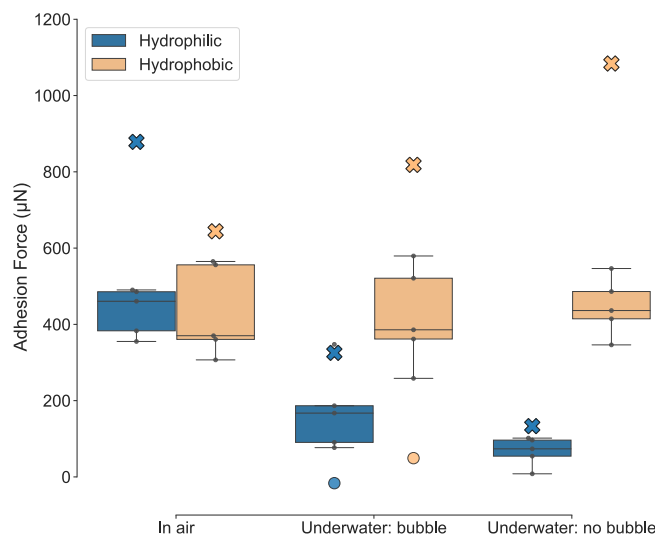 1200
1000
800
600
400
200
0
Adhesion Force (μN)
Hydrophilic
Hydrophobic
In air
Underwater: bubble
Underwater: no bubble